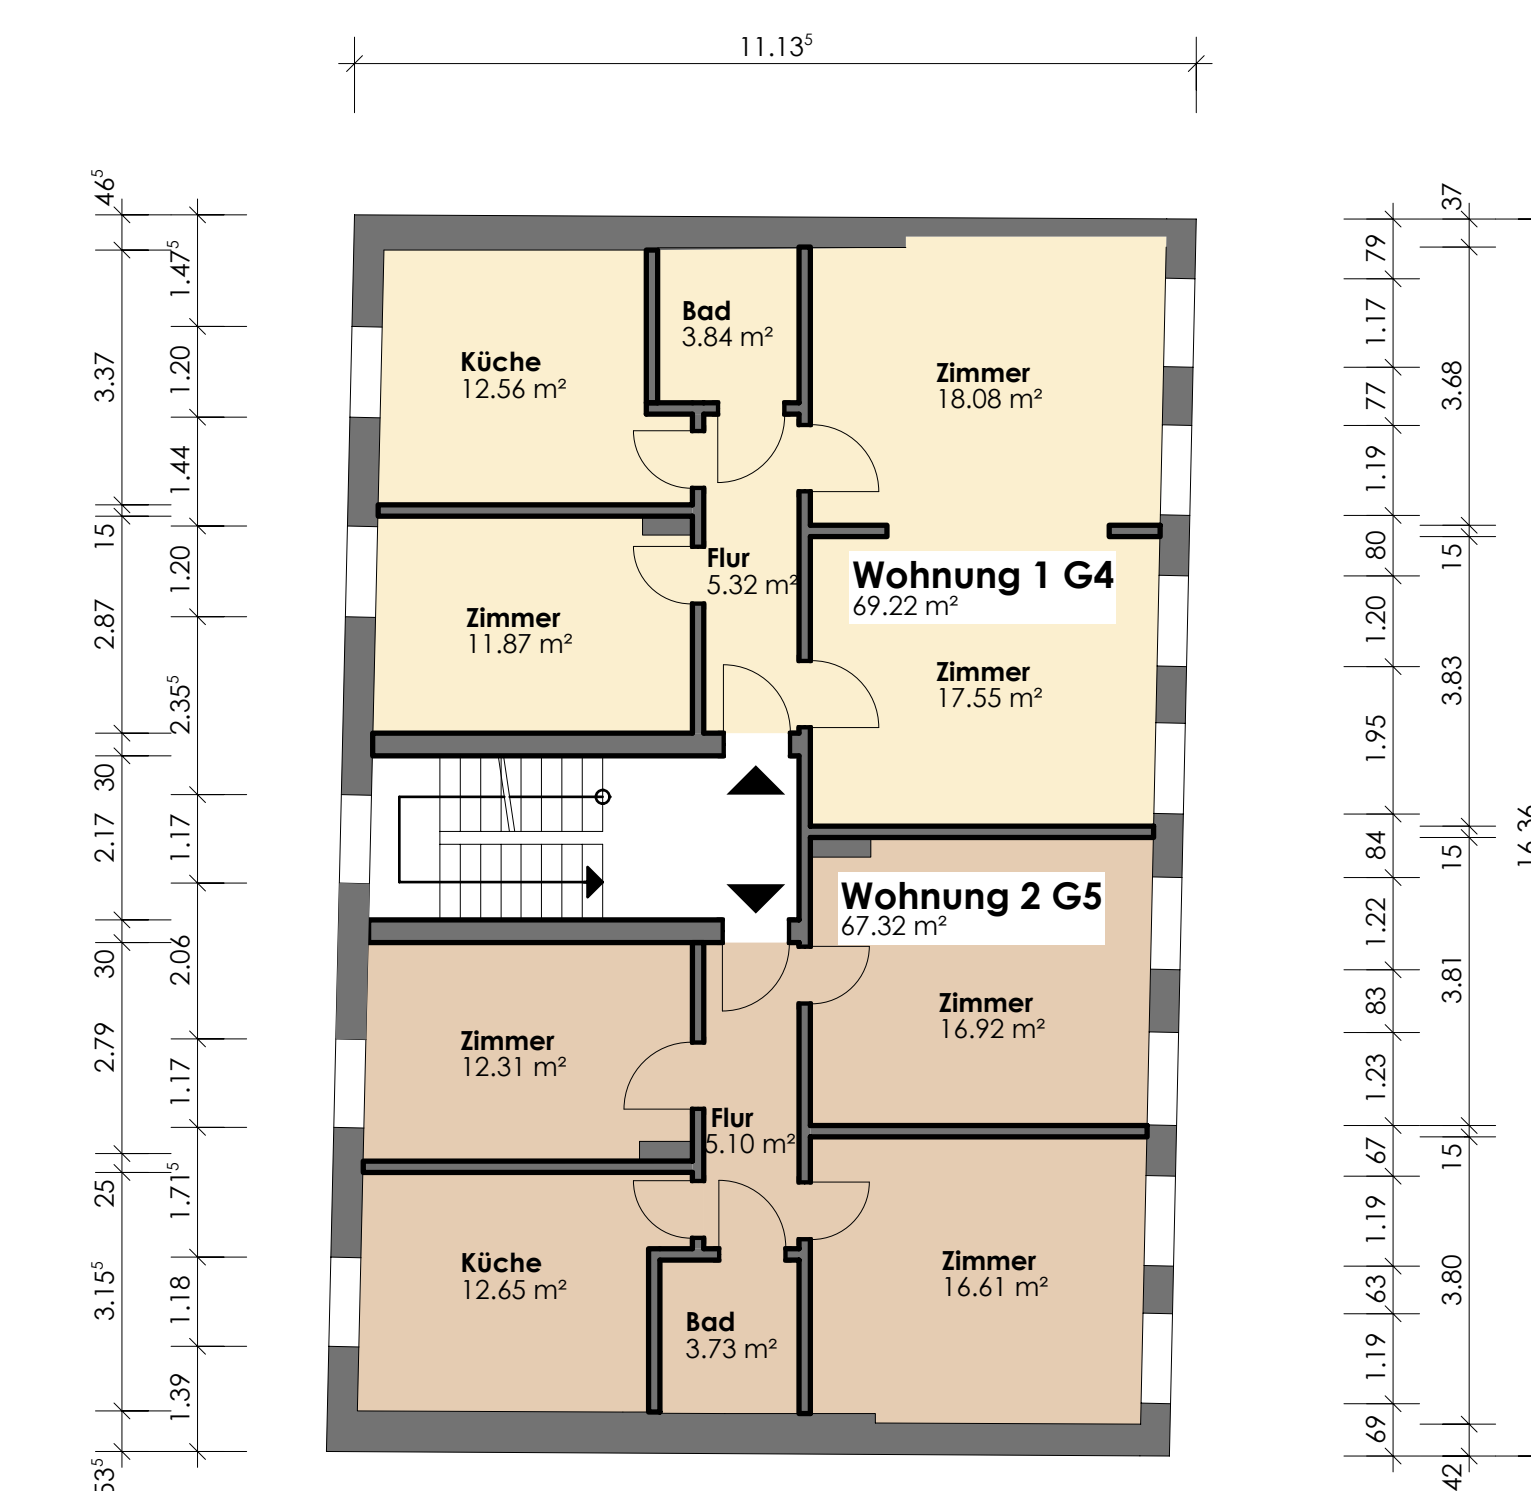 11.13⁵
46⁵
3.37
15
2.87
30
2.17
30
2.79
25
3.15⁵
53⁵
1.47⁵
1.20
1.44
1.20
2.35⁵
1.17
2.06
1.17
1.71⁵
1.18
1.39
Küche
12.56 m²
Bad
3.84 m²
Zimmer
18.08 m²
Flur
5.32 m²
Wohnung 1 G4
69.22 m²
Zimmer
11.87 m²
Zimmer
17.55 m²
Wohnung 2 G5
67.32 m²
Zimmer
16.92 m²
Zimmer
12.31 m²
Flur
5.10 m²
Küche
12.65 m²
Zimmer
16.61 m²
Bad
3.73 m²
79
1.17
77
1.19
80
1.20
1.95
84
1.22
83
1.23
67
1.19
63
1.19
69
37
3.68
15
3.83
15
3.81
15
3.80
42
16.36